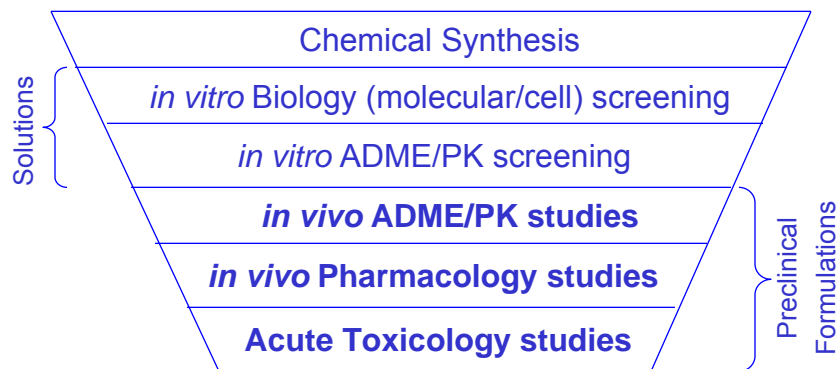 Chemical Synthesis
Solutions
in vitro Biology (molecular/cell) screening
in vitro ADME/PK screening
in vivo ADME/PK studies
in vivo Pharmacology studies
Acute Toxicology studies
Preclinical
Formulations